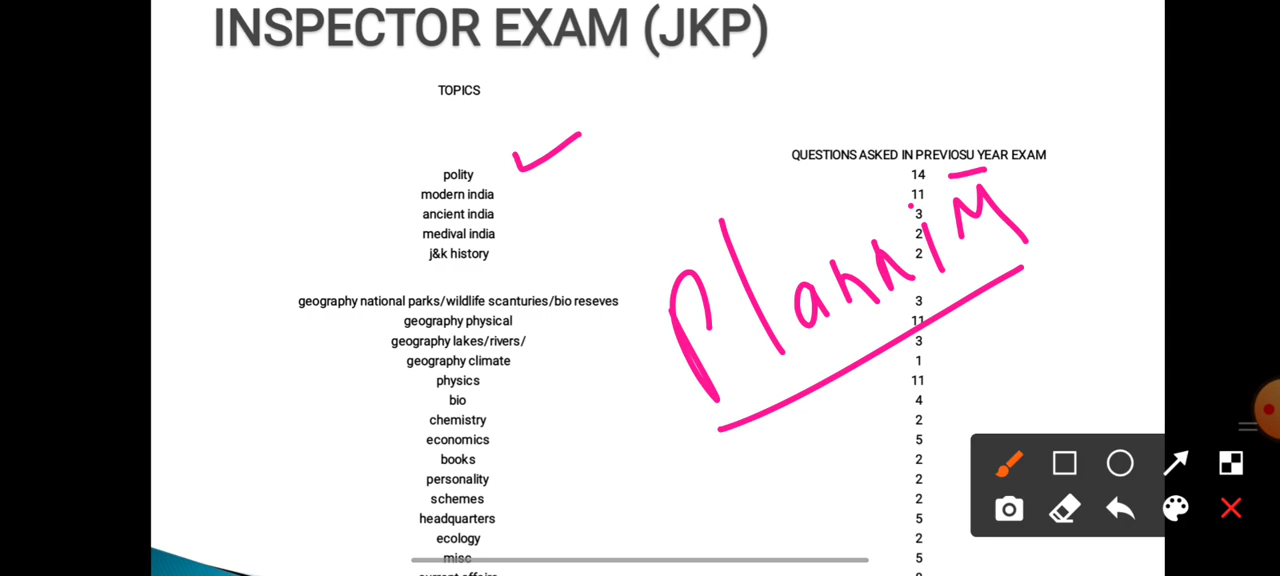 INSPECTOR EXAM (JKP)
TOPICS
QUESTIONS ASKED IN PREVIOSU YEAR EXAM
polity 14
modern india 11
ancient india 3
medival india 2
j&k history 2
geography national parks/wildlife scanturies/bio reseves 3
geography physical 11
geography lakes/rivers/ 3
geography climate 1
physics 11
bio 4
chemistry 2
economics 5
books 2
personality 2
schemes 2
headquarters 5
ecology 2
misc 5